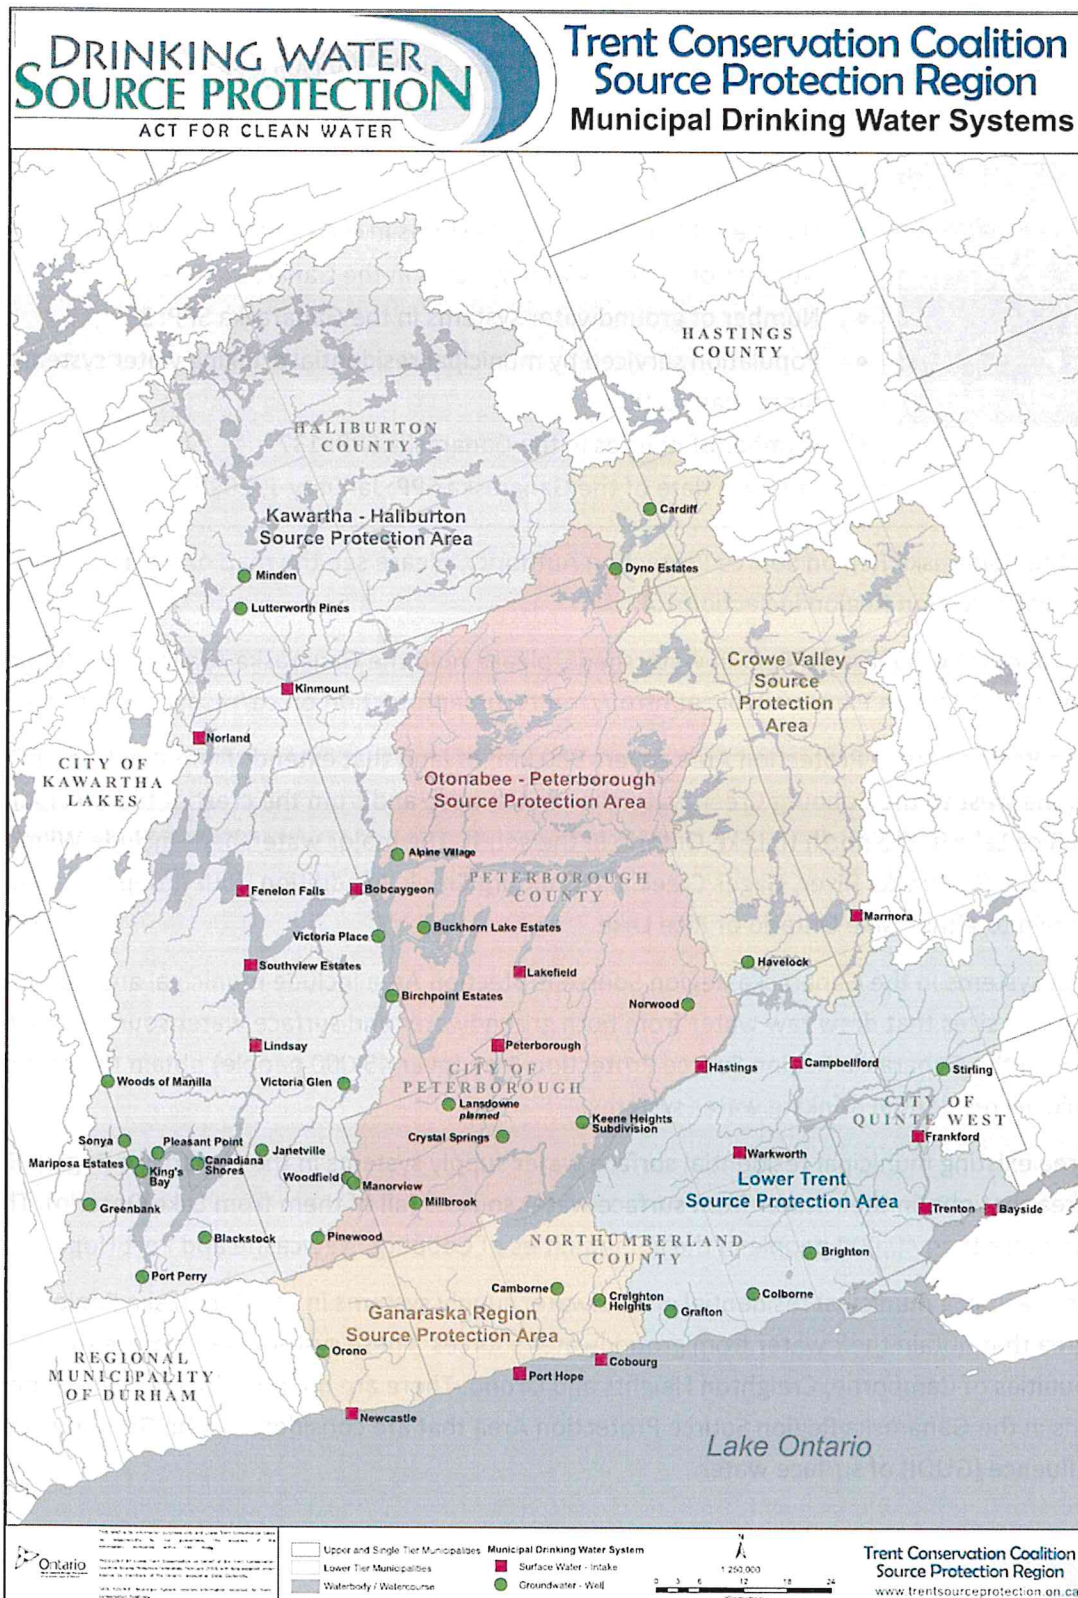 DRINKING WATER
SOURCE PROTECTION
ACT FOR CLEAN WATER
Trent Conservation Coalition
Source Protection Region
Municipal Drinking Water Systems
HASTINGS
COUNTY
HALIBURTON
COUNTY
Kawartha - Haliburton
Source Protection Area
Cardiff
Dyno Estates
Minden
Lutterworth Pines
Crowe Valley
Source
Protection
Area
Kinmount
Norland
CITY OF
KAWARTHA
LAKES
Otonabee - Peterborough
Source Protection Area
Alpine Village
PETERBOROUGH
COUNTY
Fenelon Falls
Bobcaygeon
Marmora
Buckhorn Lake Estates
Victoria Place
Southview Estates
Lakefield
Havelock
Birchpoint Estates
Norwood
Lindsay
Peterborough
Hastings
Campbellford
Stirling
Woods of Manilla
Victoria Glen
CITY OF
PETERBOROUGH
Lansdowne
planned
CITY OF
QUINTE WEST
Keene Heights
Subdivision
Crystal Springs
Frankford
Sonya
Pleasant Point
Janetville
Warkworth
Mariposa Estates
King's
Bay
Canadiana
Shores
Woodfield
Manorview
Lower Trent
Source Protection Area
Greenbank
Millbrook
Trenton
Bayside
Blackstock
Pinewood
NORTHUMBERLAND
COUNTY
Brighton
Port Perry
Camborne
Creighton
Heights
Colborne
Grafton
Ganaraska Region
Source Protection Area
Orono
REGIONAL
MUNICIPALITY
OF DURHAM
Cobourg
Port Hope
Newcastle
Lake Ontario
Ontario
Upper and Single Tier Municipalities
Lower Tier Municipalities
Waterbody / Watercourse
Municipal Drinking Water System
Surface Water - Intake
Groundwater - Well
N
1:250,000
0 3 6 12 18 24
Trent Conservation Coalition
Source Protection Region
www.trentsourceprotection.on.ca